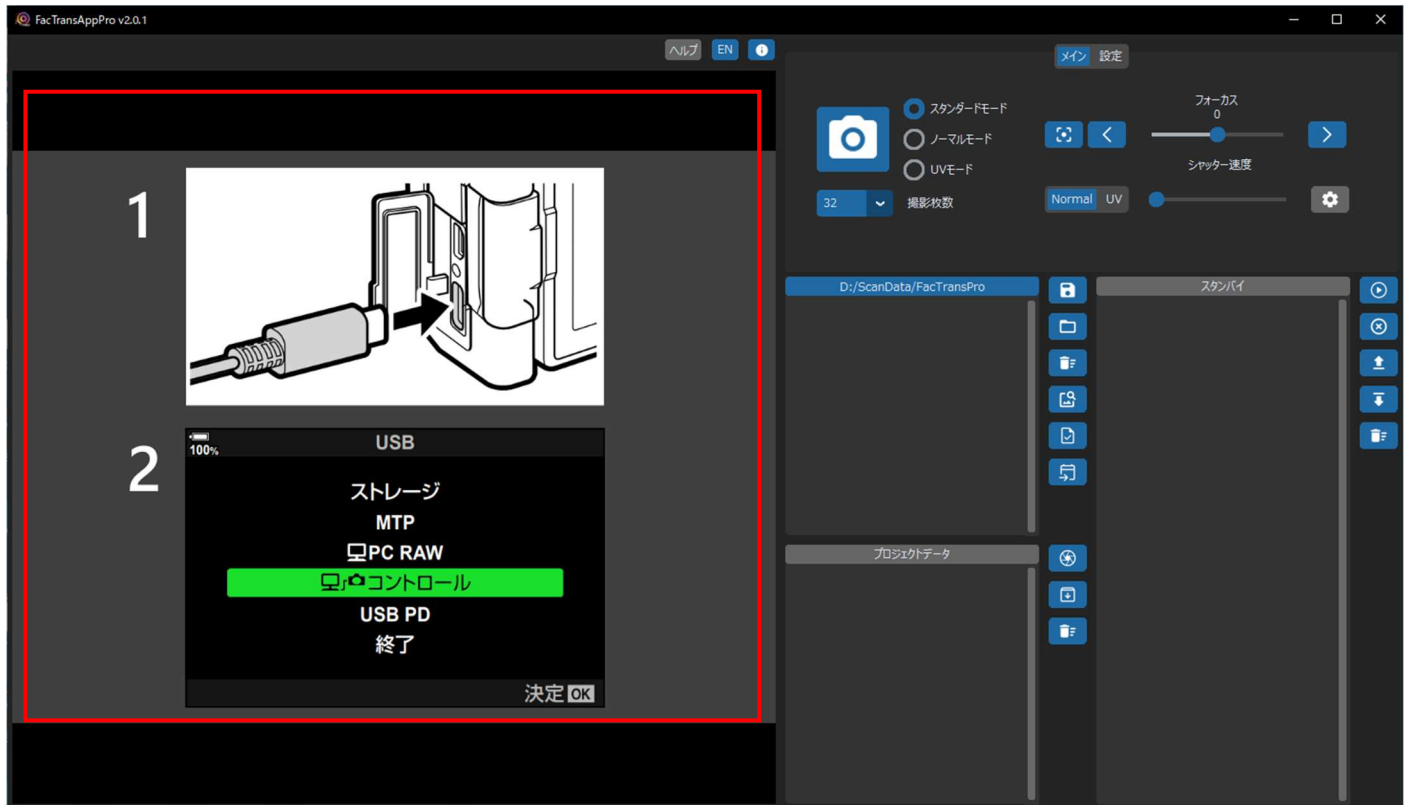 FacTransAppPro v2.0.1
ヘルプ EN
メイン 設定
スタンダードモード
ノーマルモード
UVモード
32 撮影枚数
フォーカス
0
シャッター速度
Normal UV
1
2
100%
USB
ストレージ
MTP
PC RAW
コントロール
USB PD
終了
決定 OK
D:/ScanData/FacTransPro
スタンバイ
プロジェクトデータ